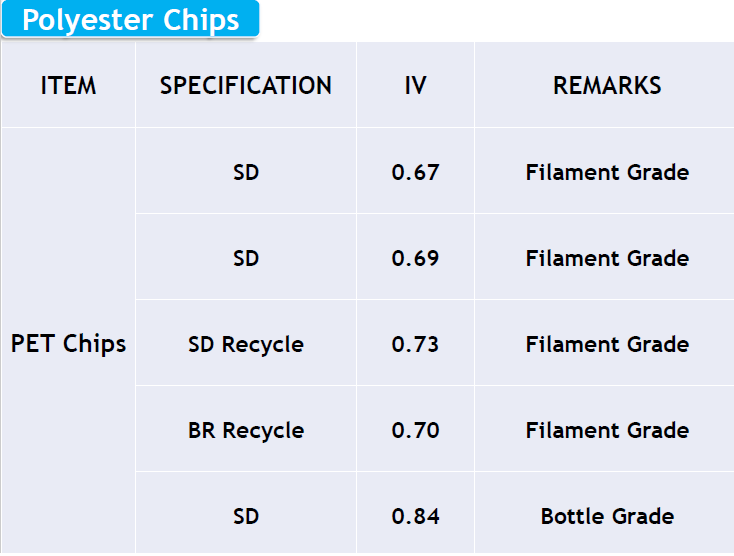 Polyester Chips
ITEM SPECIFICATION IV REMARKS
SD 0.67 Filament Grade
SD 0.69 Filament Grade
PET Chips SD Recycle 0.73 Filament Grade
BR Recycle 0.70 Filament Grade
SD 0.84 Bottle Grade